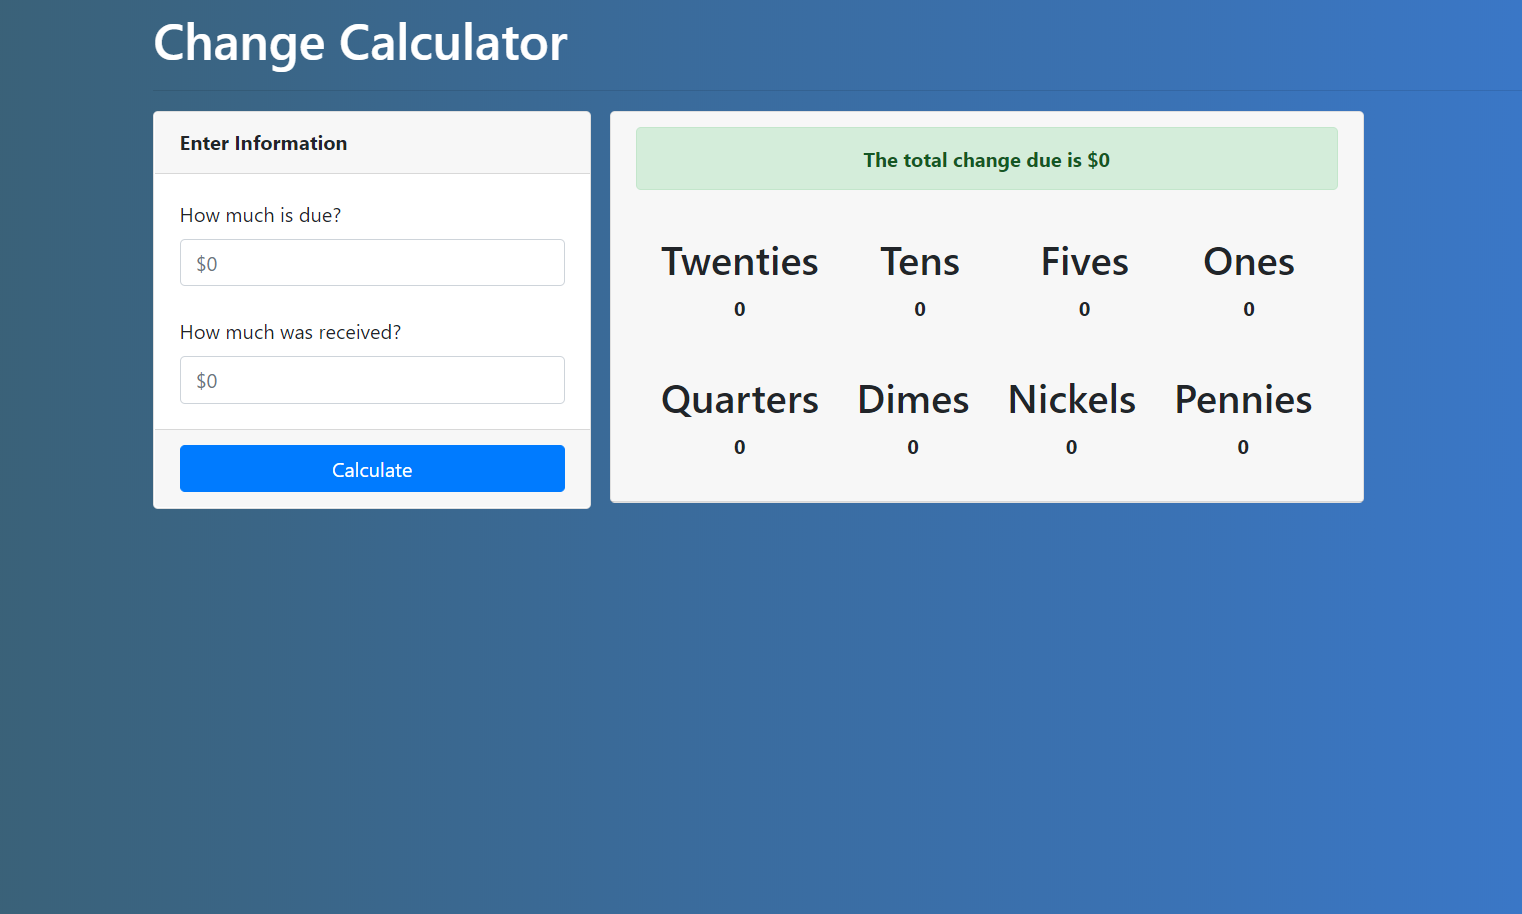 Change Calculator
Enter Information
How much is due?
$0
How much was received?
$0
Calculate
The total change due is $0
Twenties Tens Fives Ones
0 0 0 0
Quarters Dimes Nickels Pennies
0 0 0 0